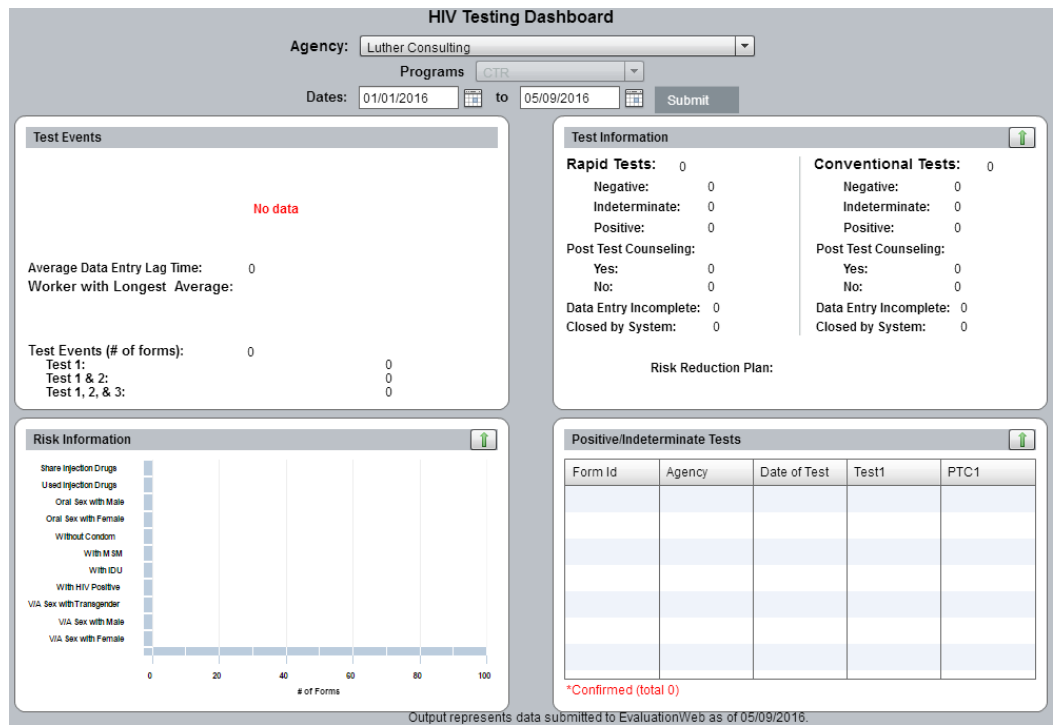 HIV Testing Dashboard
Agency: Luther Consulting
Programs CTR
Dates: 01/01/2016 to 05/09/2016 Submit
Test Events
No data
Average Data Entry Lag Time: 0
Worker with Longest Average:
Test Events (# of forms): 0
Test 1: 0
Test 1 & 2: 0
Test 1, 2, & 3: 0
Test Information
Rapid Tests: 0
Negative: 0
Indeterminate: 0
Positive: 0
Post Test Counseling:
Yes: 0
No: 0
Data Entry Incomplete: 0
Closed by System: 0
Conventional Tests: 0
Negative: 0
Indeterminate: 0
Positive: 0
Post Test Counseling:
Yes: 0
No: 0
Data Entry Incomplete: 0
Closed by System: 0
Risk Reduction Plan:
Risk Information
Share Injection Drugs
Used Injection Drugs
Oral Sex with Male
Oral Sex with Female
Without Condom
With MSM
With IDU
With HIV Positive
V/A Sex with Transgender
V/A Sex with Male
V/A Sex with Female
0 20 40 60 80 100
# of Forms
Positive/Indeterminate Tests
Form Id Agency Date of Test Test1 PTC1
*Confirmed (total 0)
Output represents data submitted to EvaluationWeb as of 05/09/2016.